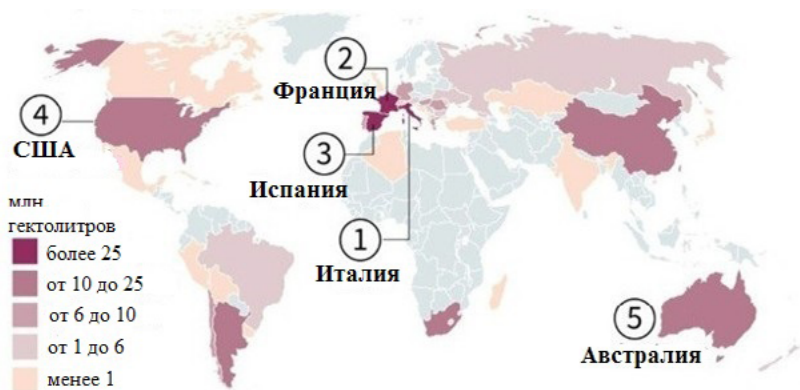 2
Франция
4
США
3
Испания
млн
гектолитров
более 25
от 10 до 25
от 6 до 10
от 1 до 6
менее 1
1
Италия
5
Австралия